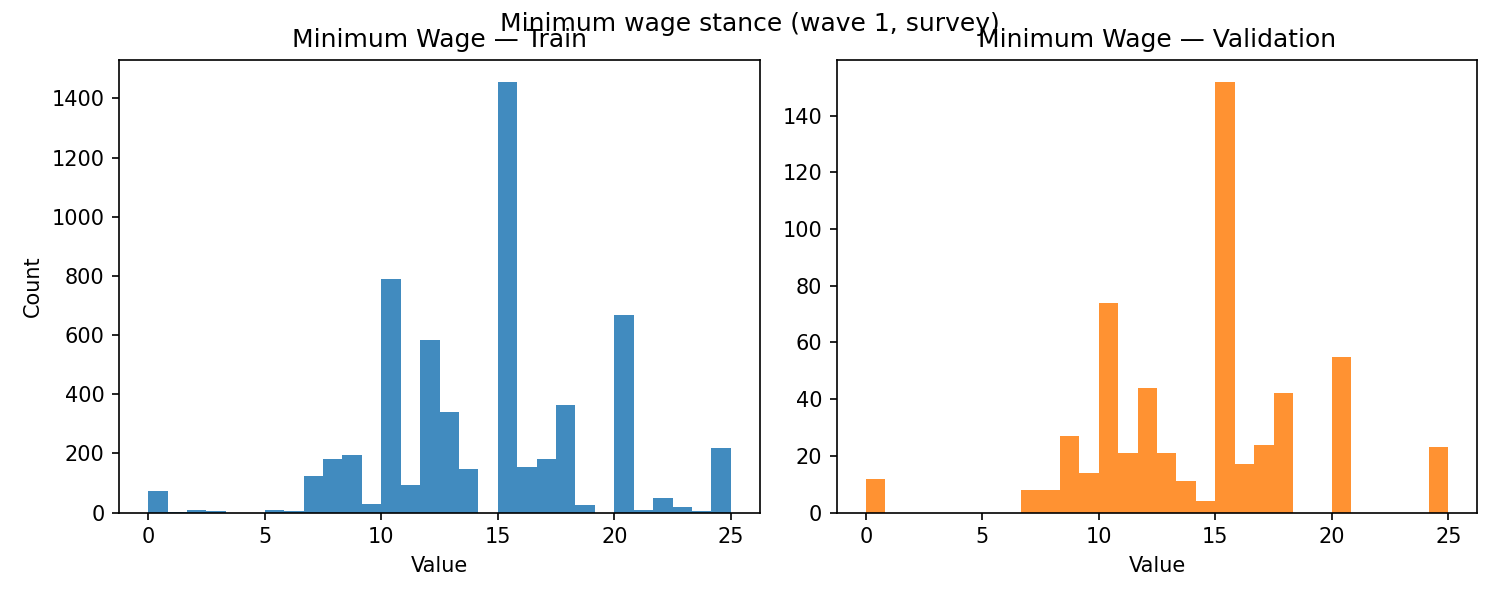 Minimum wage stance (wave 1, survey)
Minimum Wage — Train
Minimum Wage — Validation
1400
1200
1000
800
600
400
200
0
Count
0 5 10 15 20 25
Value
140
120
100
80
60
40
20
0
0 5 10 15 20 25
Value